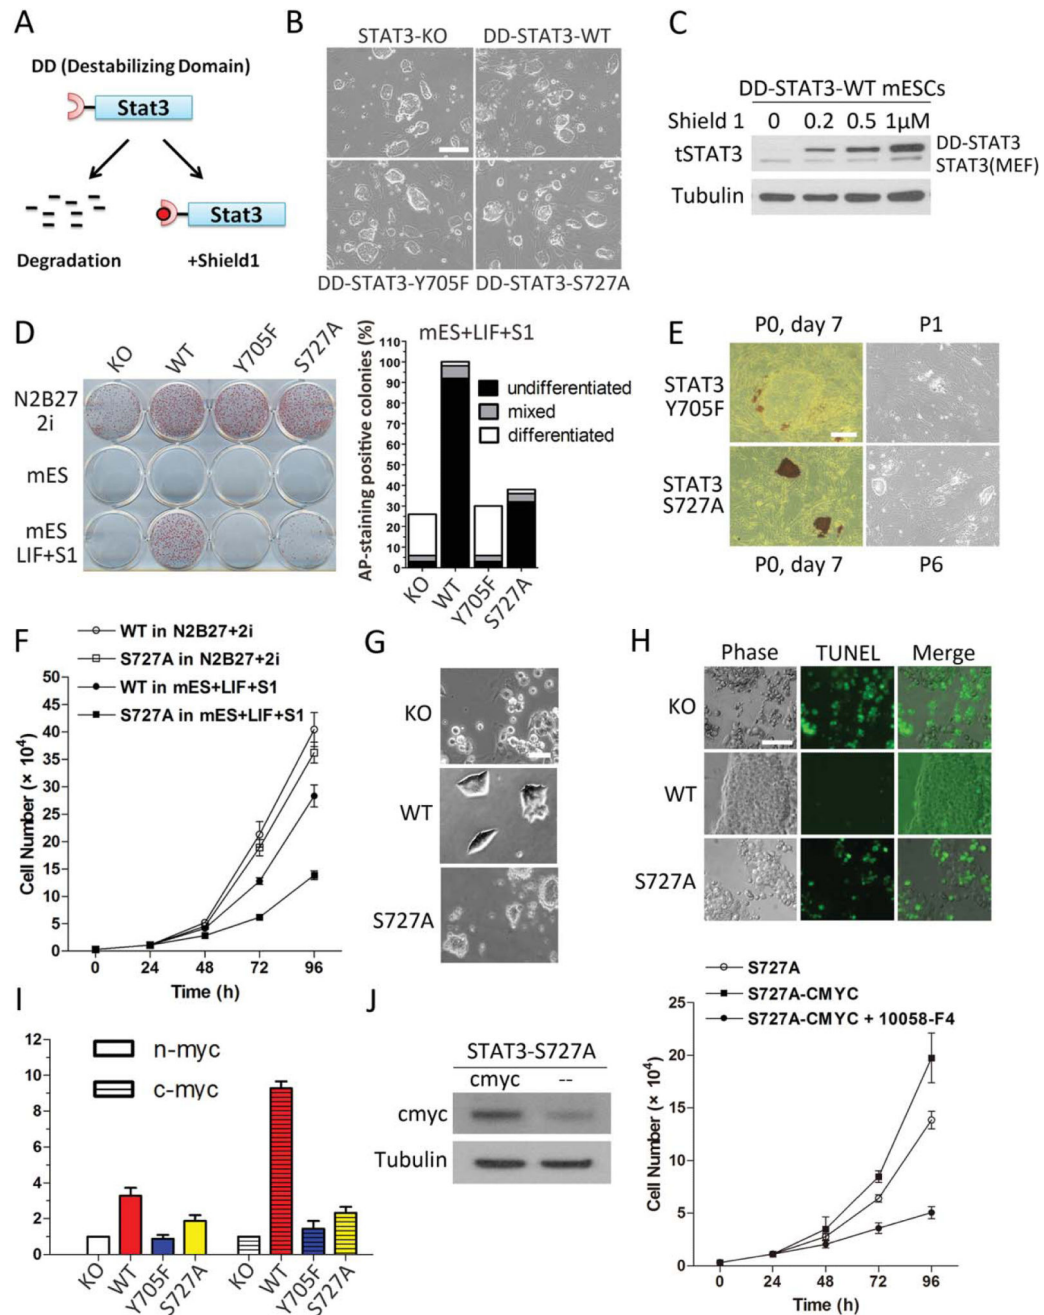 A
DD (Destabilizing Domain)
Stat3
Stat3
Degradation
+Shield1
B
STAT3-KO
DD-STAT3-WT
DD-STAT3-Y705F
DD-STAT3-S727A
C
DD-STAT3-WT mESCs
Shield 1 0 0.2 0.5 1μM
tSTAT3
DD-STAT3
STAT3(MEF)
Tubulin
D
KO WT Y705F S727A
N2B27
2i
mES
mES
LIF+S1
mES+LIF+S1
AP-staining positive colonies (%)
110
100
90
80
70
60
50
40
30
20
10
0
undifferentiated
mixed
differentiated
KO WT Y705F S727A
E
P0, day 7
P1
STAT3
Y705F
STAT3
S727A
P0, day 7
P6
F
WT in N2B27+2i
S727A in N2B27+2i
WT in mES+LIF+S1
S727A in mES+LIF+S1
Cell Number (× 10⁴)
50
45
40
35
30
25
20
15
10
5
0
0 24 48 72 96
Time (h)
G
KO
WT
S727A
H
Phase TUNEL Merge
KO
WT
S727A
I
n-myc
c-myc
12
10
8
6
4
2
0
KO WT Y705F S727A KO WT Y705F S727A
J
STAT3-S727A
cmyc --
cmyc
Tubulin
S727A
S727A-CMYC
S727A-CMYC + 10058-F4
Cell Number (× 10⁴)
25
20
15
10
5
0
0 24 48 72 96
Time (h)